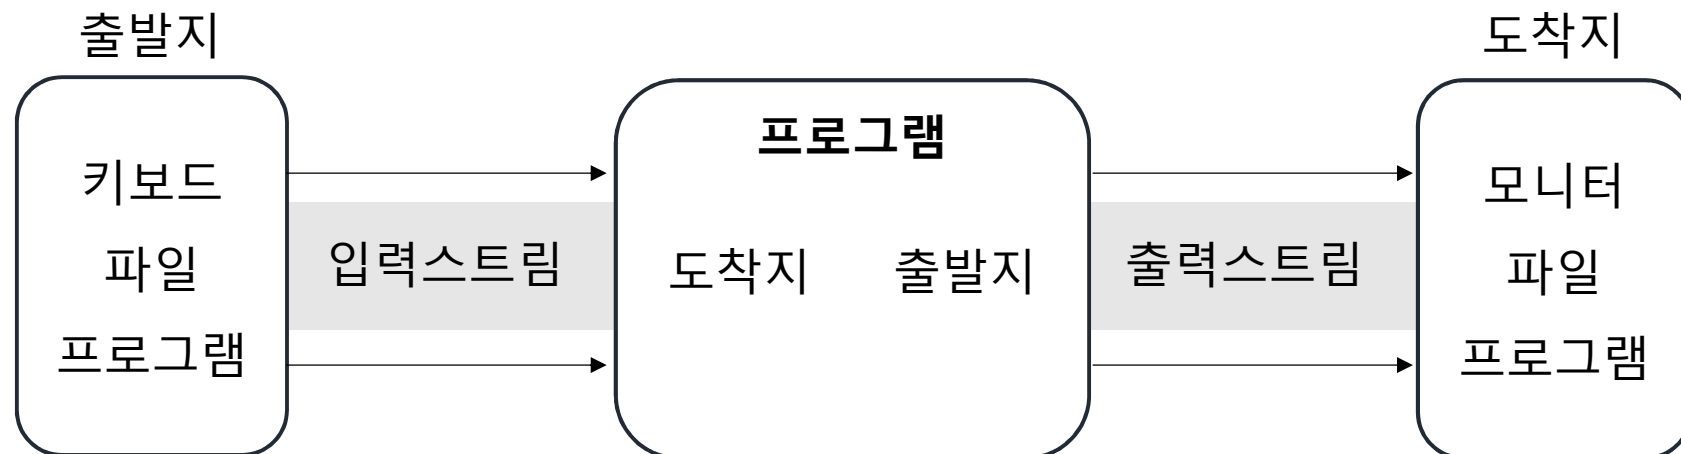 출발지
도착지
키보드
파일
프로그램
입력스트림
프로그램
도착지 출발지
출력스트림
모니터
파일
프로그램